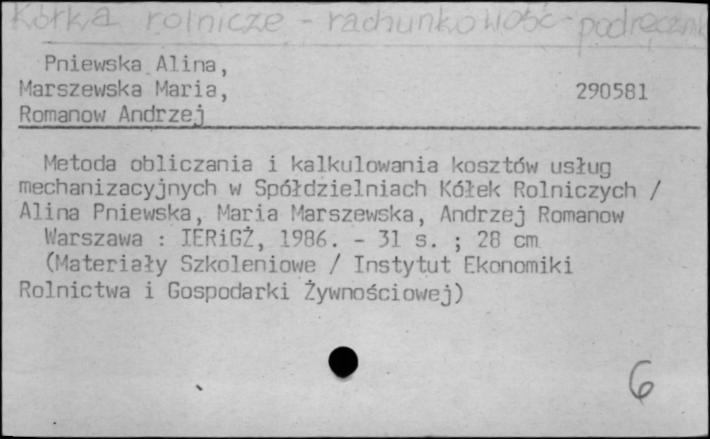 Kółka rolnicze - rachunkowość - podręcznik
Pniewska Alina,
Marszewska Maria,
290581
Romanow Andrzej
Metoda obliczania i kalkulowania kosztów usług
mechanizacyjnych w Spółdzielniach Kółek Rolniczych /
Alina Pniewska, Maria Marszewska, Andrzej Romanow
Warszawa : IERiGŻ, 1986. - 31 s. ; 28 cm
(Materiały Szkoleniowe / Instytut Ekonomiki
Rolnictwa i Gospodarki Żywnościowej)
6